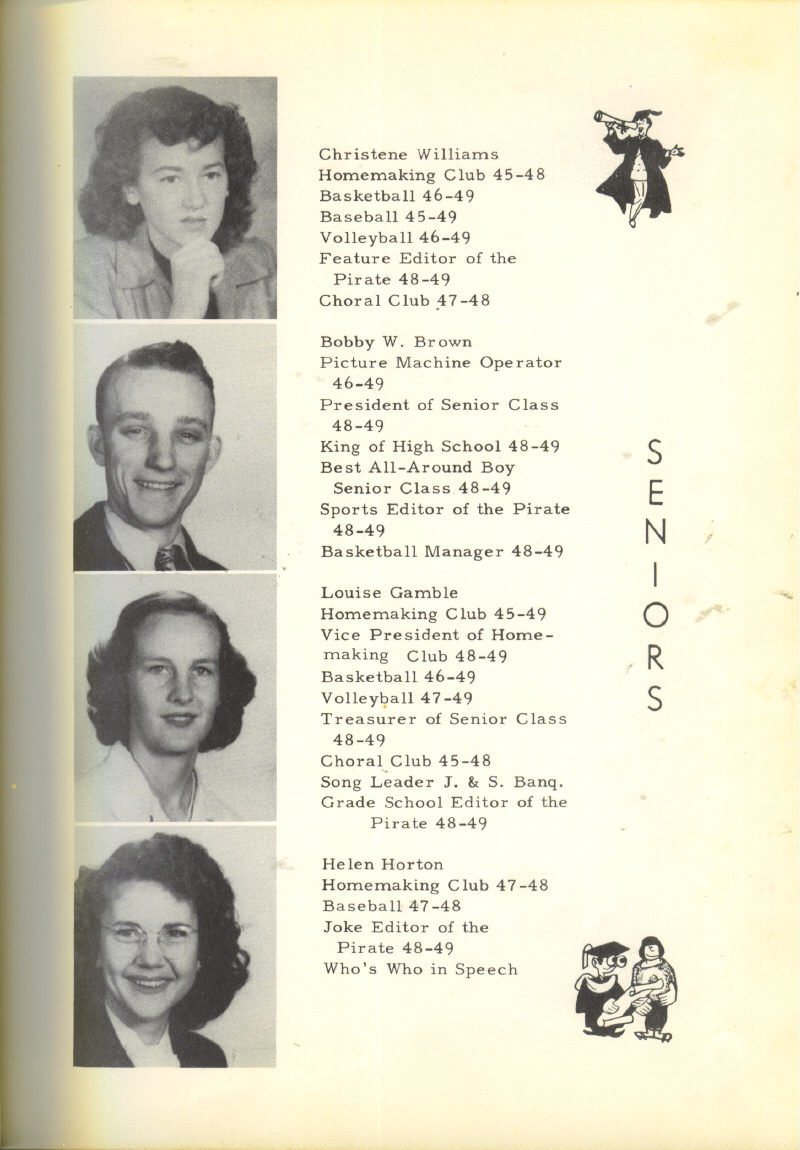 Christene Williams
Homemaking Club 45-48
Basketball 46-49
Baseball 45-49
Volleyball 46-49
Feature Editor of the
Pirate 48-49
Choral Club 47-48
Bobby W. Brown
Picture Machine Operator
46-49
President of Senior Class
48-49
King of High School 48-49
Best All-Around Boy
Senior Class 48-49
Sports Editor of the Pirate
48-49
Basketball Manager 48-49
Louise Gamble
Homemaking Club 45-49
Vice President of Home-
making Club 48-49
Basketball 46-49
Volleyball 47-49
Treasurer of Senior Class
48-49
Choral Club 45-48
Song Leader J. & S. Banq.
Grade School Editor of the
Pirate 48-49
Helen Horton
Homemaking Club 47-48
Baseball 47-48
Joke Editor of the
Pirate 48-49
Who's Who in Speech
SENIORS